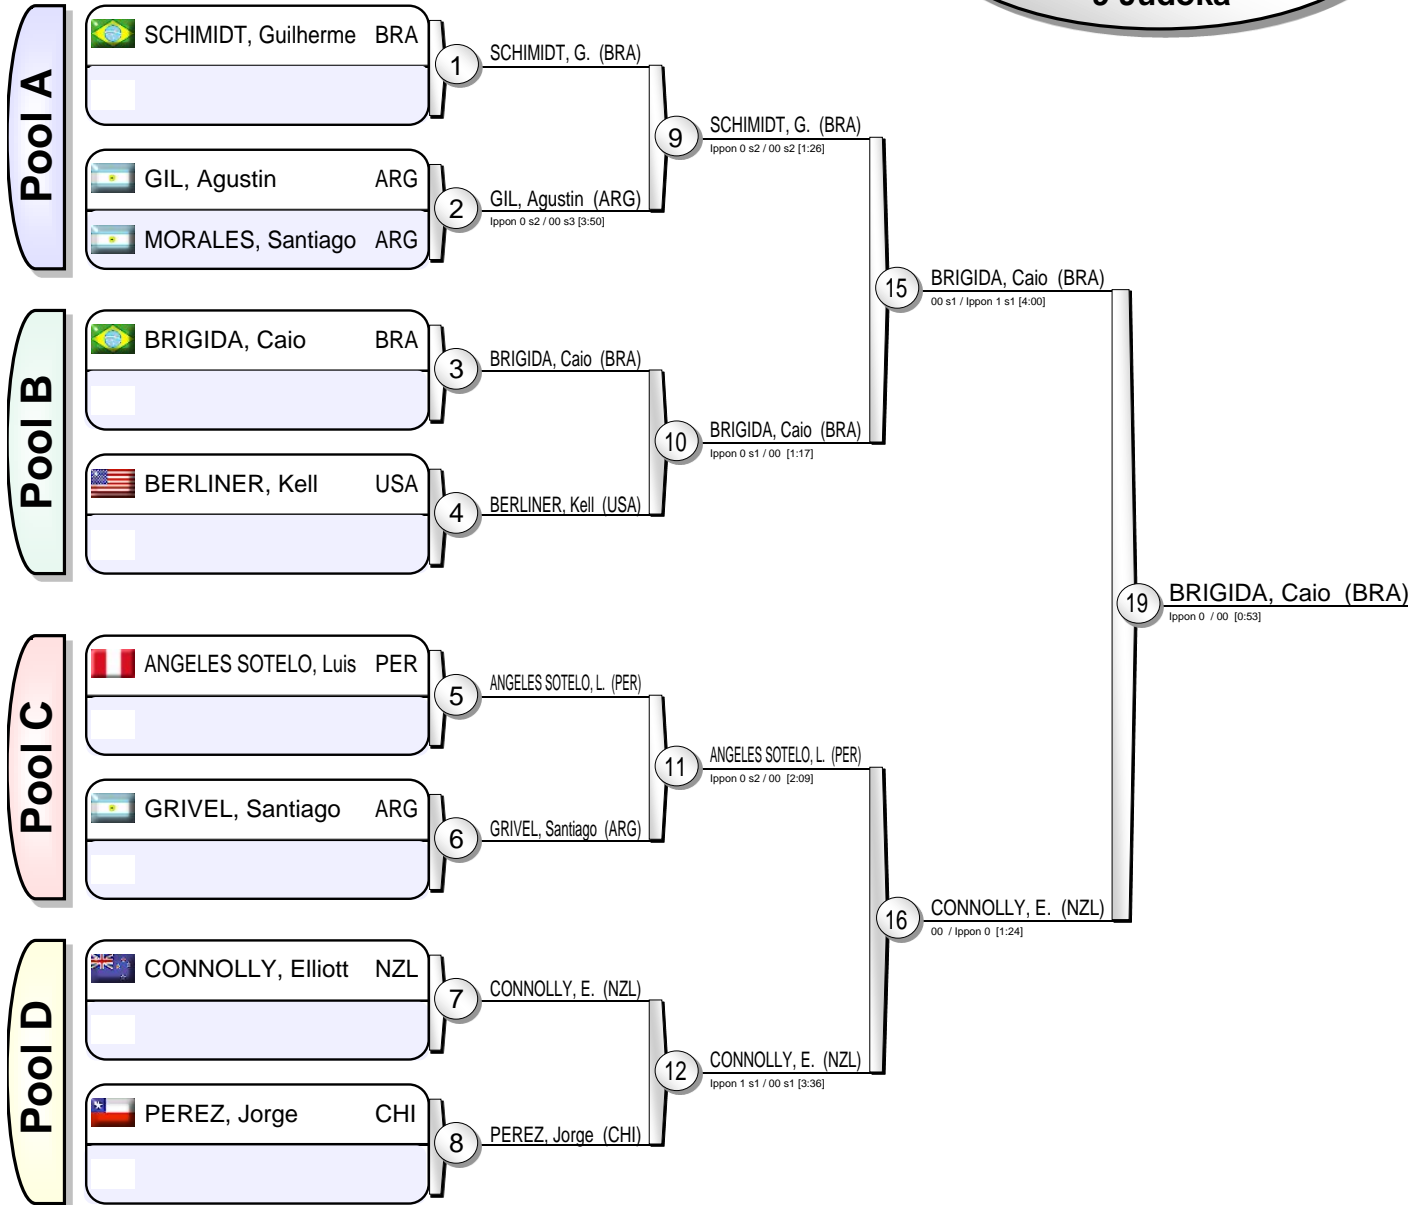 9 Judoka
Pool A
SCHIMIDT, Guilherme BRA
1
SCHIMIDT, G. (BRA)
GIL, Agustin ARG
MORALES, Santiago ARG
2
GIL, Agustin (ARG)
Ippon 0 s2 / 00 s3 [3:50]
9
SCHIMIDT, G. (BRA)
Ippon 0 s2 / 00 s2 [1:26]
Pool B
BRIGIDA, Caio BRA
3
BRIGIDA, Caio (BRA)
BERLINER, Kell USA
4
BERLINER, Kell (USA)
10
BRIGIDA, Caio (BRA)
Ippon 0 s1 / 00 [1:17]
15
BRIGIDA, Caio (BRA)
00 s1 / Ippon 1 s1 [4:00]
Pool C
ANGELES SOTELO, Luis PER
5
ANGELES SOTELO, L. (PER)
GRIVEL, Santiago ARG
6
GRIVEL, Santiago (ARG)
11
ANGELES SOTELO, L. (PER)
Ippon 0 s2 / 00 [2:09]
Pool D
CONNOLLY, Elliott NZL
7
CONNOLLY, E. (NZL)
PEREZ, Jorge CHI
8
PEREZ, Jorge (CHI)
12
CONNOLLY, E. (NZL)
Ippon 1 s1 / 00 s1 [3:36]
16
CONNOLLY, E. (NZL)
00 / Ippon 0 [1:24]
19
BRIGIDA, Caio (BRA)
Ippon 0 / 00 [0:53]